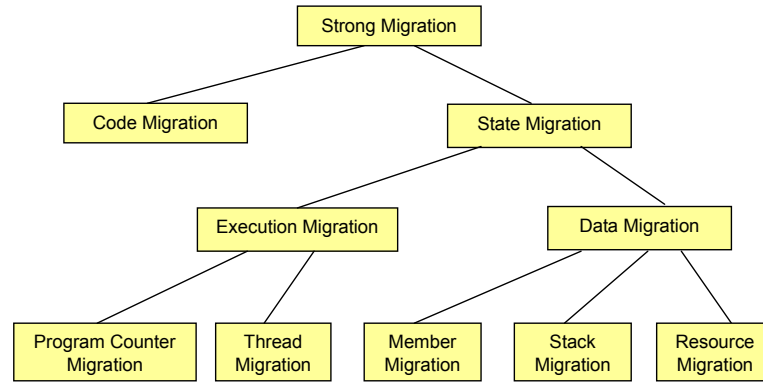 Strong Migration
Code Migration
State Migration
Execution Migration
Data Migration
Program Counter
Migration
Thread
Migration
Member
Migration
Stack
Migration
Resource
Migration